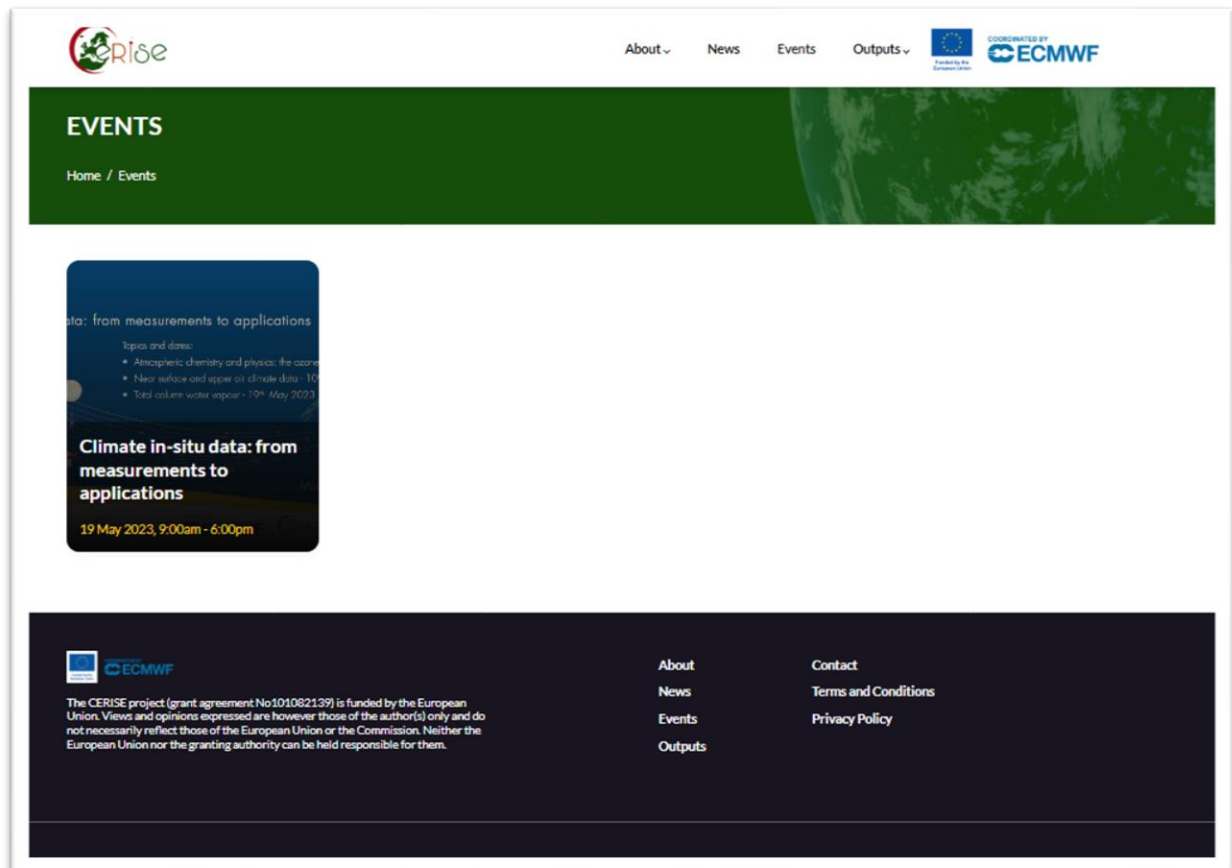 CERISE
About
News
Events
Outputs
Funded by the
European Union
COORDINATED BY
ECMWF
EVENTS
Home / Events
ata: from measurements to applications
Topics and dates:
• Atmospheric chemistry and physics: the ozone
• Near surface and upper air climate data - 10
• Total column water vapour - 19th May 2023
Climate in-situ data: from
measurements to
applications
19 May 2023, 9:00am - 6:00pm
ECMWF
The CERISE project (grant agreement No101082139) is funded by the European
Union. Views and opinions expressed are however those of the author(s) only and do
not necessarily reflect those of the European Union or the Commission. Neither the
European Union nor the granting authority can be held responsible for them.
About
News
Events
Outputs
Contact
Terms and Conditions
Privacy Policy